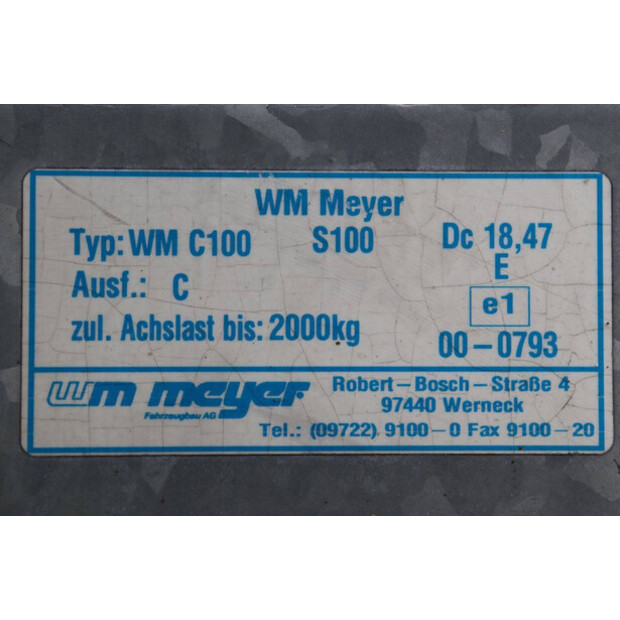 WM Meyer
Typ: WM C100 S100 Dc 18,47
E
Ausf.: C
e1
zul. Achslast bis: 2000kg 00-0793
wm meyer
Fahrzeugbau AG
Robert-Bosch-Straße 4
97440 Werneck
Tel.: (09722) 9100-0 Fax 9100-20